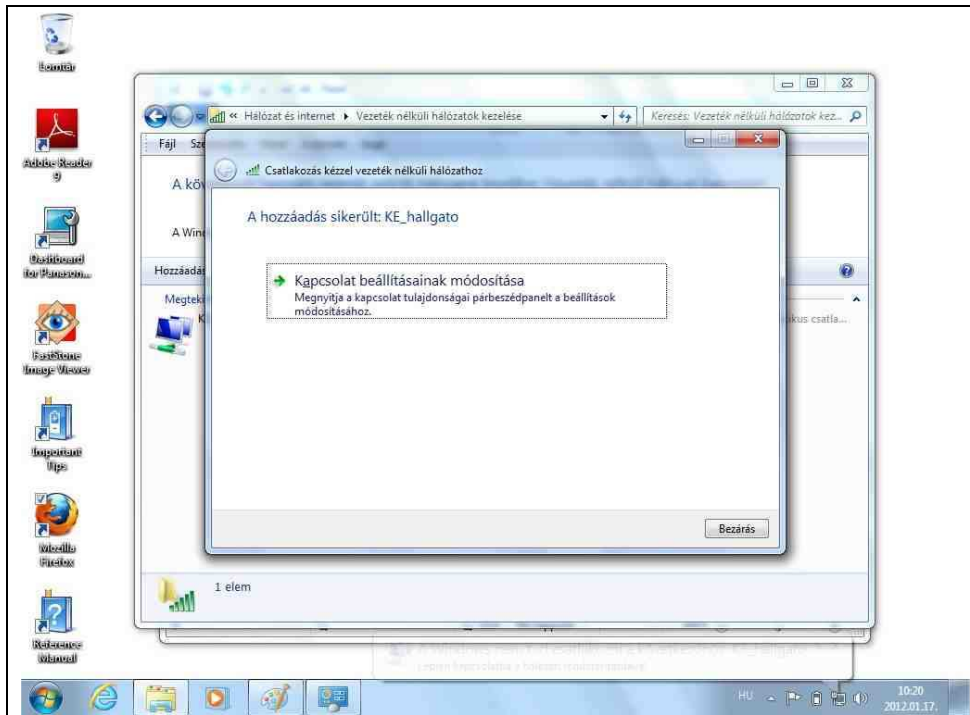 Lomtár
Adobe Reader
9
Dashboard
for Panason...
FastStone
Image Viewer
Important
Tips
Mozilla
Firefox
Reference
Manual
« Hálózat és internet ▸ Vezeték nélküli hálózatok kezelése
Keresés: Vezeték nélküli hálózatok kez...
Fájl
A köv
A Wind
Hozzáadás
Megtek
K
ikus csatla...
Csatlakozás kézzel vezeték nélküli hálózathoz
A hozzáadás sikerült: KE_hallgato
Kapcsolat beállításainak módosítása
Megnyitja a kapcsolat tulajdonságai párbeszédpanelt a beállítások
módosításához.
Bezárás
1 elem
HU
10:20
2012.01.17.